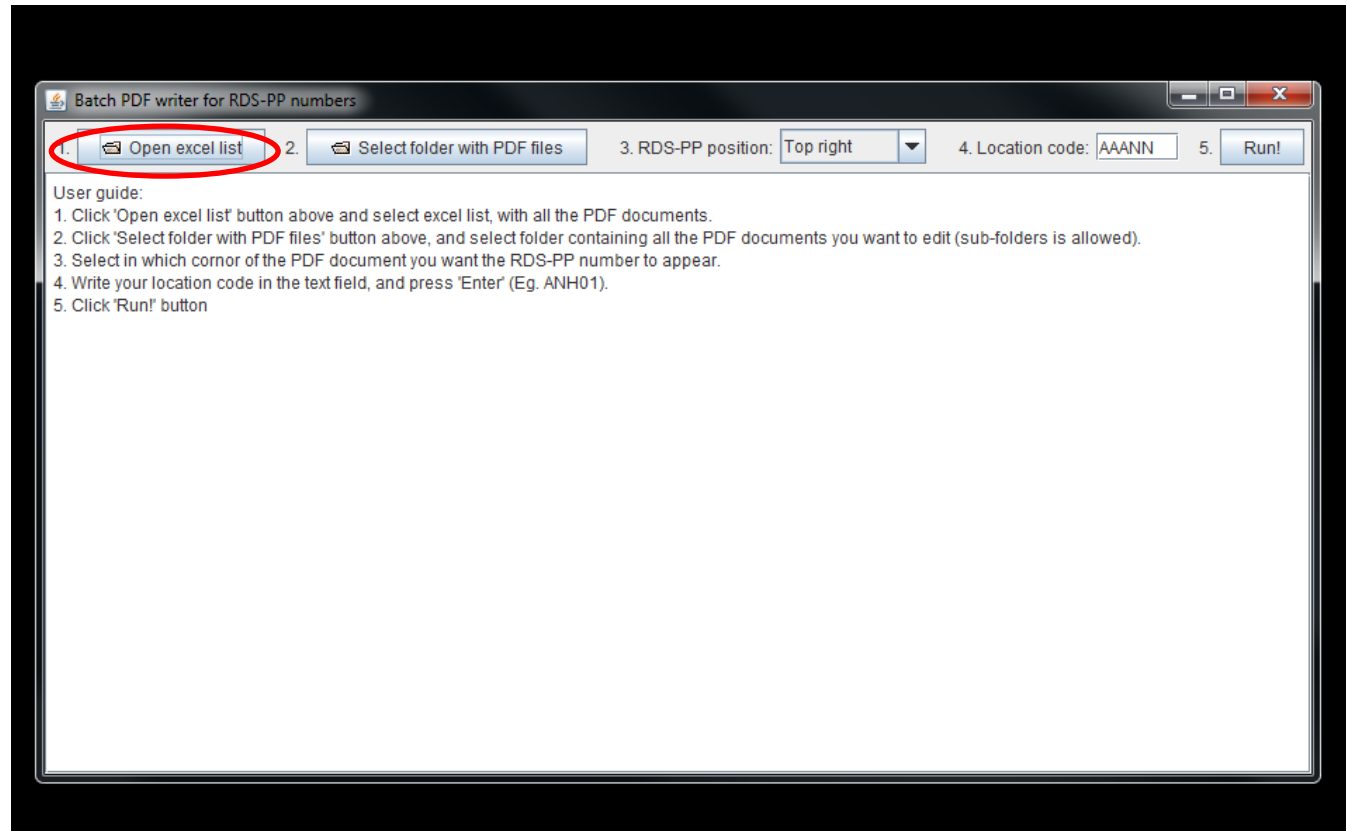 Batch PDF writer for RDS-PP numbers
1. Open excel list 2. Select folder with PDF files 3. RDS-PP position: Top right 4. Location code: AAANN 5. Run!
User guide:
1. Click 'Open excel list' button above and select excel list, with all the PDF documents.
2. Click 'Select folder with PDF files' button above, and select folder containing all the PDF documents you want to edit (sub-folders is allowed).
3. Select in which cornor of the PDF document you want the RDS-PP number to appear.
4. Write your location code in the text field, and press 'Enter' (Eg. ANH01).
5. Click 'Run!' button